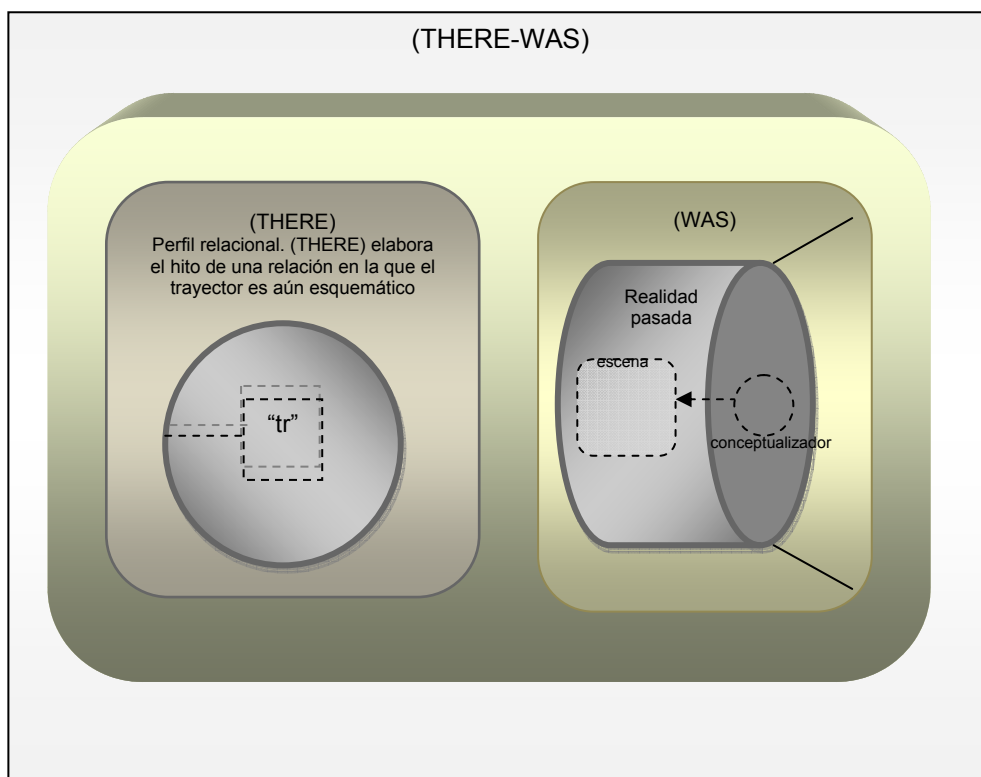 (THERE-WAS)
(THERE)
Perfil relacional. (THERE) elabora
el hito de una relación en la que el
trayector es aún esquemático
“tr”
(WAS)
Realidad
pasada
escena
conceptualizador